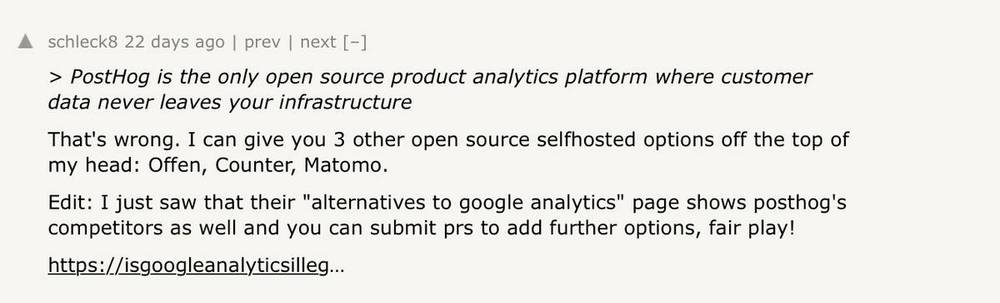 ▲ schleck8 22 days ago | prev | next [–]
> PostHog is the only open source product analytics platform where customer
data never leaves your infrastructure
That's wrong. I can give you 3 other open source selfhosted options off the top of
my head: Offen, Counter, Matomo.
Edit: I just saw that their "alternatives to google analytics" page shows posthog's
competitors as well and you can submit prs to add further options, fair play!
https://isgoogleanalyticsilleg...